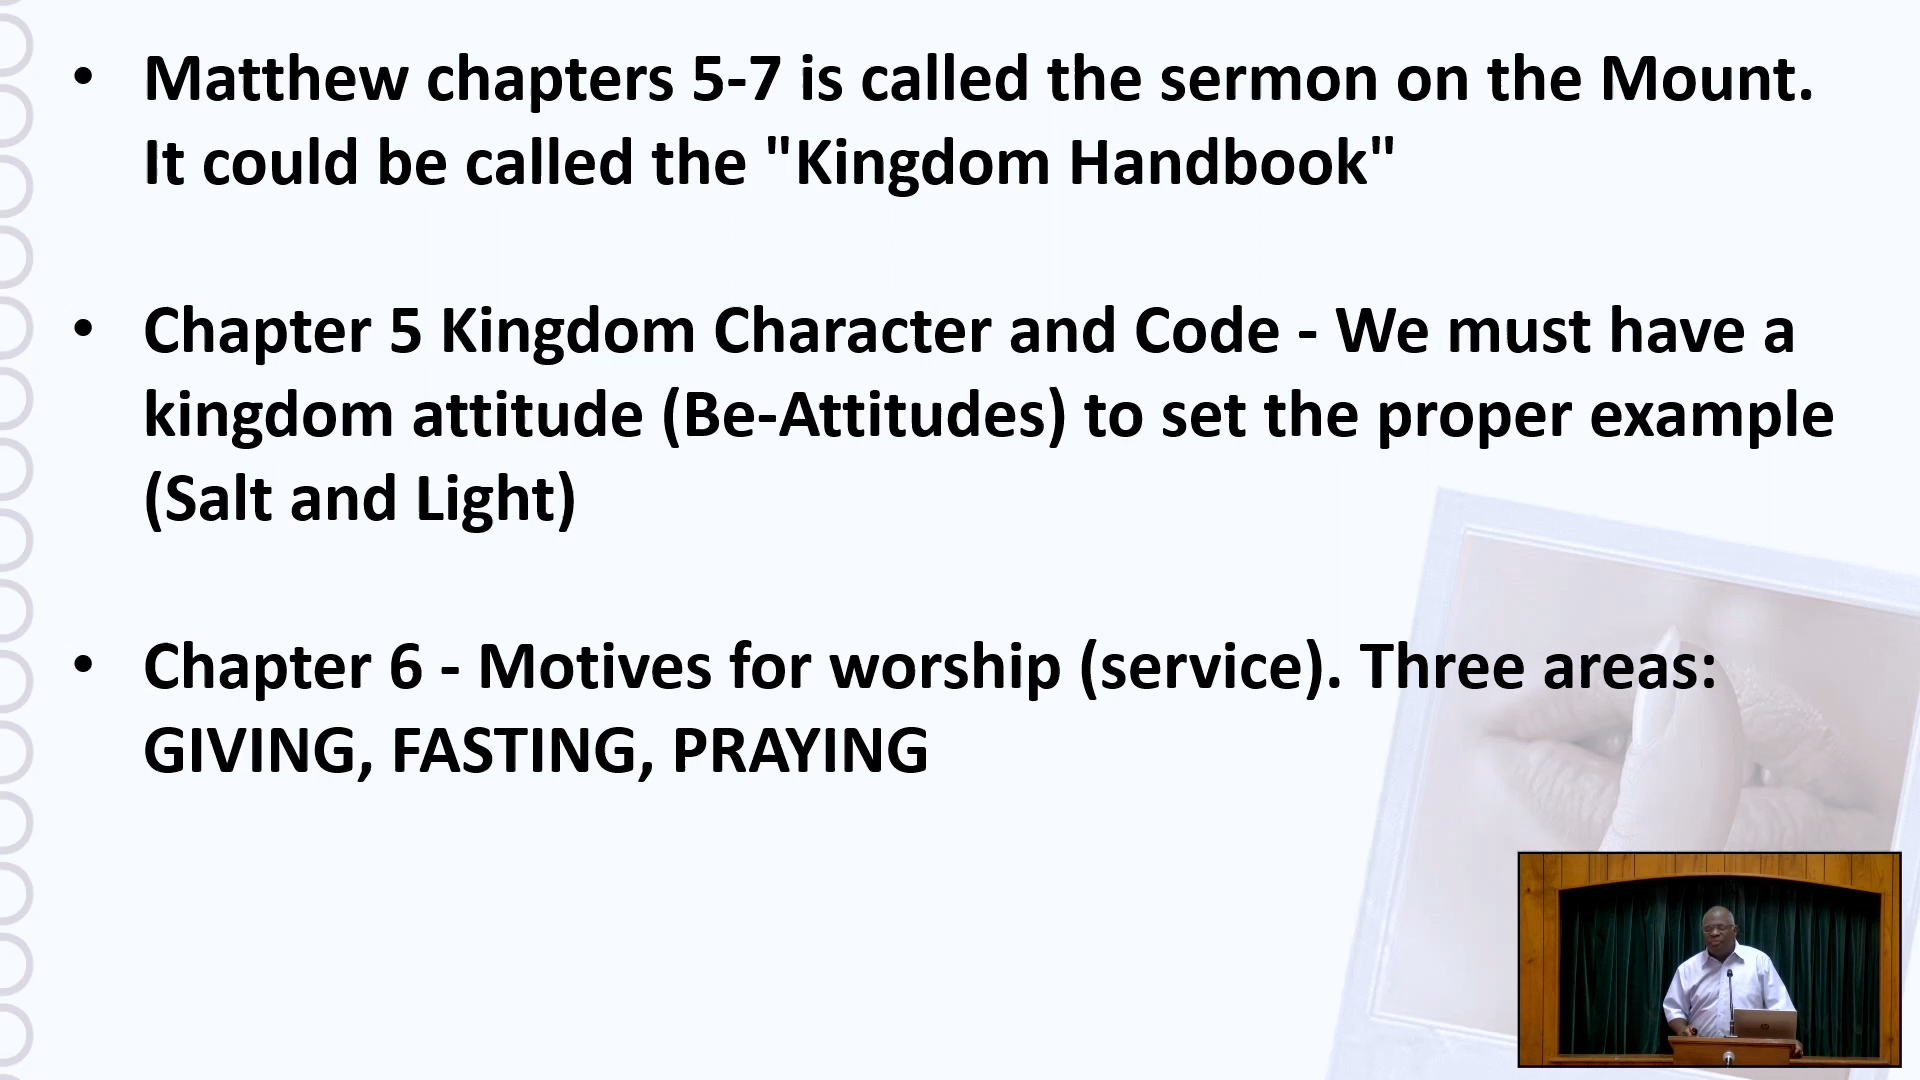 • Matthew chapters 5-7 is called the sermon on the Mount.
It could be called the "Kingdom Handbook"
• Chapter 5 Kingdom Character and Code - We must have a
kingdom attitude (Be-Attitudes) to set the proper example
(Salt and Light)
• Chapter 6 - Motives for worship (service). Three areas:
GIVING, FASTING, PRAYING